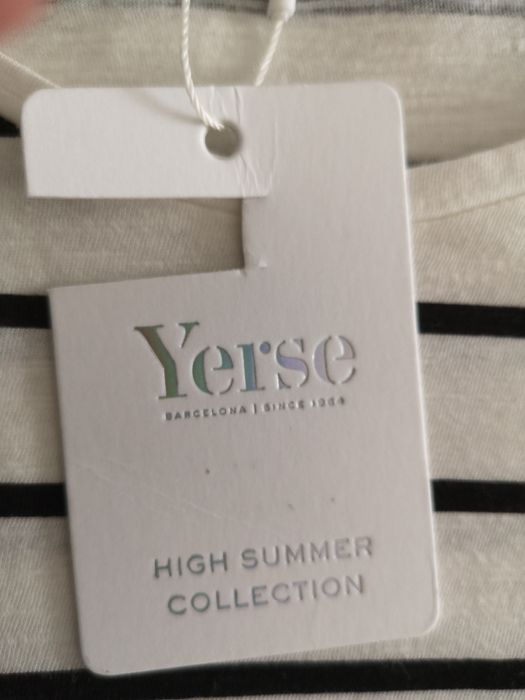 Yerse
BARCELONA | SINCE 1964
HIGH SUMMER
COLLECTION